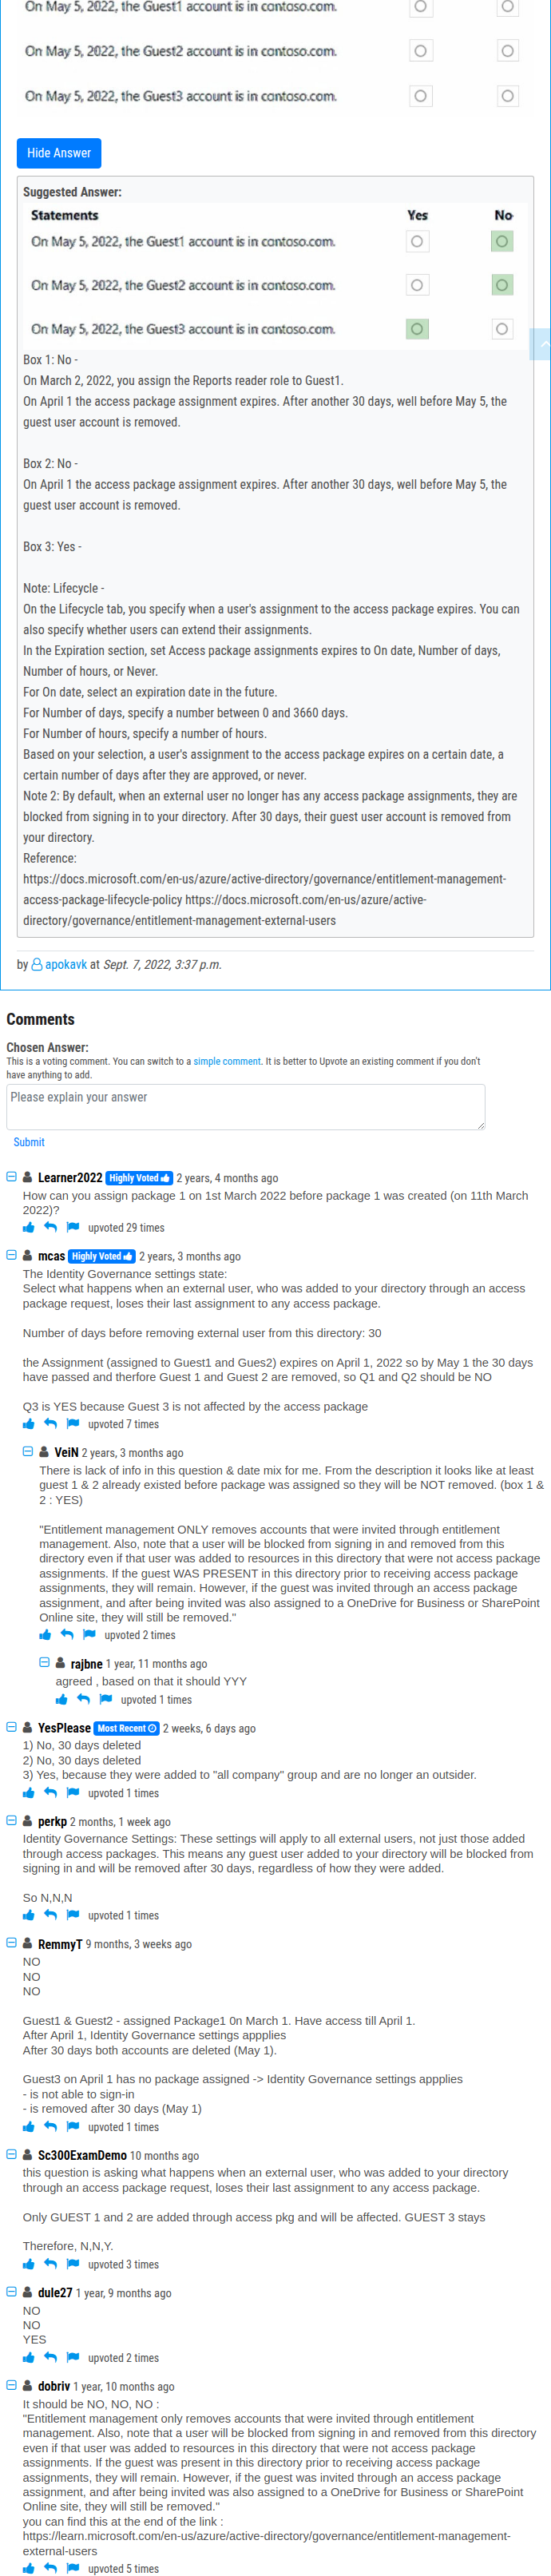 On May 5, 2022, the Guest1 account is in contoso.com.
On May 5, 2022, the Guest2 account is in contoso.com.
On May 5, 2022, the Guest3 account is in contoso.com.
Hide Answer
Suggested Answer:
Statements Yes No
On May 5, 2022, the Guest1 account is in contoso.com.
On May 5, 2022, the Guest2 account is in contoso.com.
On May 5, 2022, the Guest3 account is in contoso.com.
Box 1: No -
On March 2, 2022, you assign the Reports reader role to Guest1.
On April 1 the access package assignment expires. After another 30 days, well before May 5, the
guest user account is removed.
Box 2: No -
On April 1 the access package assignment expires. After another 30 days, well before May 5, the
guest user account is removed.
Box 3: Yes -
Note: Lifecycle -
On the Lifecycle tab, you specify when a user's assignment to the access package expires. You can
also specify whether users can extend their assignments.
In the Expiration section, set Access package assignments expires to On date, Number of days,
Number of hours, or Never.
For On date, select an expiration date in the future.
For Number of days, specify a number between 0 and 3660 days.
For Number of hours, specify a number of hours.
Based on your selection, a user's assignment to the access package expires on a certain date, a
certain number of days after they are approved, or never.
Note 2: By default, when an external user no longer has any access package assignments, they are
blocked from signing in to your directory. After 30 days, their guest user account is removed from
your directory.
Reference:
https://docs.microsoft.com/en-us/azure/active-directory/governance/entitlement-management-
access-package-lifecycle-policy https://docs.microsoft.com/en-us/azure/active-
directory/governance/entitlement-management-external-users
by apokavk at Sept. 7, 2022, 3:37 p.m.
Comments
Chosen Answer:
This is a voting comment. You can switch to a simple comment. It is better to Upvote an existing comment if you don't
have anything to add.
Please explain your answer
Submit
Learner2022 Highly Voted 2 years, 4 months ago
How can you assign package 1 on 1st March 2022 before package 1 was created (on 11th March
2022)?
upvoted 29 times
mcas Highly Voted 2 years, 3 months ago
The Identity Governance settings state:
Select what happens when an external user, who was added to your directory through an access
package request, loses their last assignment to any access package.
Number of days before removing external user from this directory: 30
the Assignment (assigned to Guest1 and Gues2) expires on April 1, 2022 so by May 1 the 30 days
have passed and therfore Guest 1 and Guest 2 are removed, so Q1 and Q2 should be NO
Q3 is YES because Guest 3 is not affected by the access package
upvoted 7 times
VeiN 2 years, 3 months ago
There is lack of info in this question & date mix for me. From the description it looks like at least
guest 1 & 2 already existed before package was assigned so they will be NOT removed. (box 1 &
2 : YES)
"Entitlement management ONLY removes accounts that were invited through entitlement
management. Also, note that a user will be blocked from signing in and removed from this
directory even if that user was added to resources in this directory that were not access package
assignments. If the guest WAS PRESENT in this directory prior to receiving access package
assignments, they will remain. However, if the guest was invited through an access package
assignment, and after being invited was also assigned to a OneDrive for Business or SharePoint
Online site, they will still be removed."
upvoted 2 times
rajbne 1 year, 11 months ago
agreed , based on that it should YYY
upvoted 1 times
YesPlease Most Recent 2 weeks, 6 days ago
1) No, 30 days deleted
2) No, 30 days deleted
3) Yes, because they were added to "all company" group and are no longer an outsider.
upvoted 1 times
perkp 2 months, 1 week ago
Identity Governance Settings: These settings will apply to all external users, not just those added
through access packages. This means any guest user added to your directory will be blocked from
signing in and will be removed after 30 days, regardless of how they were added.
So N,N,N
upvoted 1 times
RemmyT 9 months, 3 weeks ago
NO
NO
NO
Guest1 & Guest2 - assigned Package1 0n March 1. Have access till April 1.
After April 1, Identity Governance settings appplies
After 30 days both accounts are deleted (May 1).
Guest3 on April 1 has no package assigned -> Identity Governance settings appplies
- is not able to sign-in
- is removed after 30 days (May 1)
upvoted 1 times
Sc300ExamDemo 10 months ago
this question is asking what happens when an external user, who was added to your directory
through an access package request, loses their last assignment to any access package.
Only GUEST 1 and 2 are added through access pkg and will be affected. GUEST 3 stays
Therefore, N,N,Y.
upvoted 3 times
dule27 1 year, 9 months ago
NO
NO
YES
upvoted 2 times
dobriv 1 year, 10 months ago
It should be NO, NO, NO :
"Entitlement management only removes accounts that were invited through entitlement
management. Also, note that a user will be blocked from signing in and removed from this directory
even if that user was added to resources in this directory that were not access package
assignments. If the guest was present in this directory prior to receiving access package
assignments, they will remain. However, if the guest was invited through an access package
assignment, and after being invited was also assigned to a OneDrive for Business or SharePoint
Online site, they will still be removed."
you can find this at the end of the link :
https://learn.microsoft.com/en-us/azure/active-directory/governance/entitlement-management-
external-users
upvoted 5 times